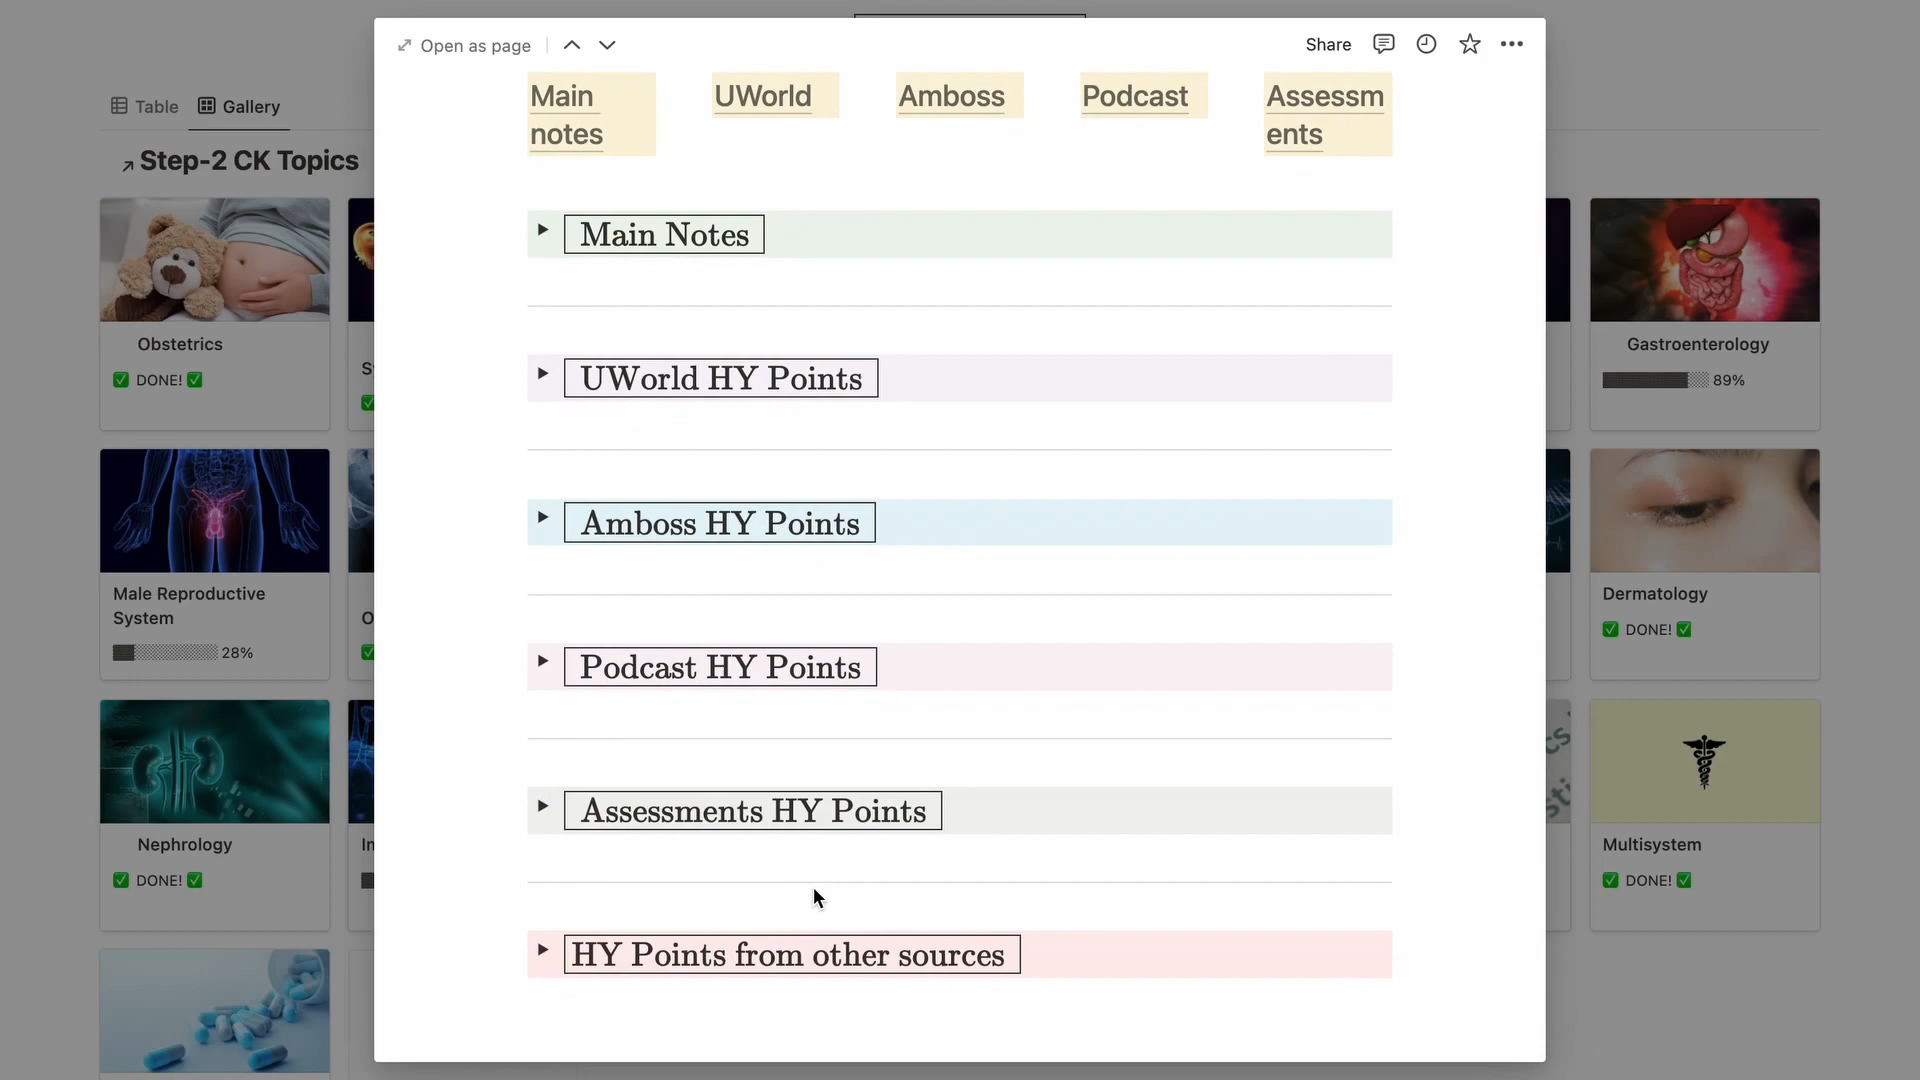 Open as page
Share
Main
notes
UWorld
Amboss
Podcast
Assessm
ents
Table
Gallery
Step-2 CK Topics
Main Notes
UWorld HY Points
Amboss HY Points
Podcast HY Points
Assessments HY Points
HY Points from other sources
Obstetrics
✅ DONE! ✅
Gastroenterology
89%
Male Reproductive
System
28%
Dermatology
✅ DONE! ✅
Nephrology
✅ DONE! ✅
Multisystem
✅ DONE! ✅